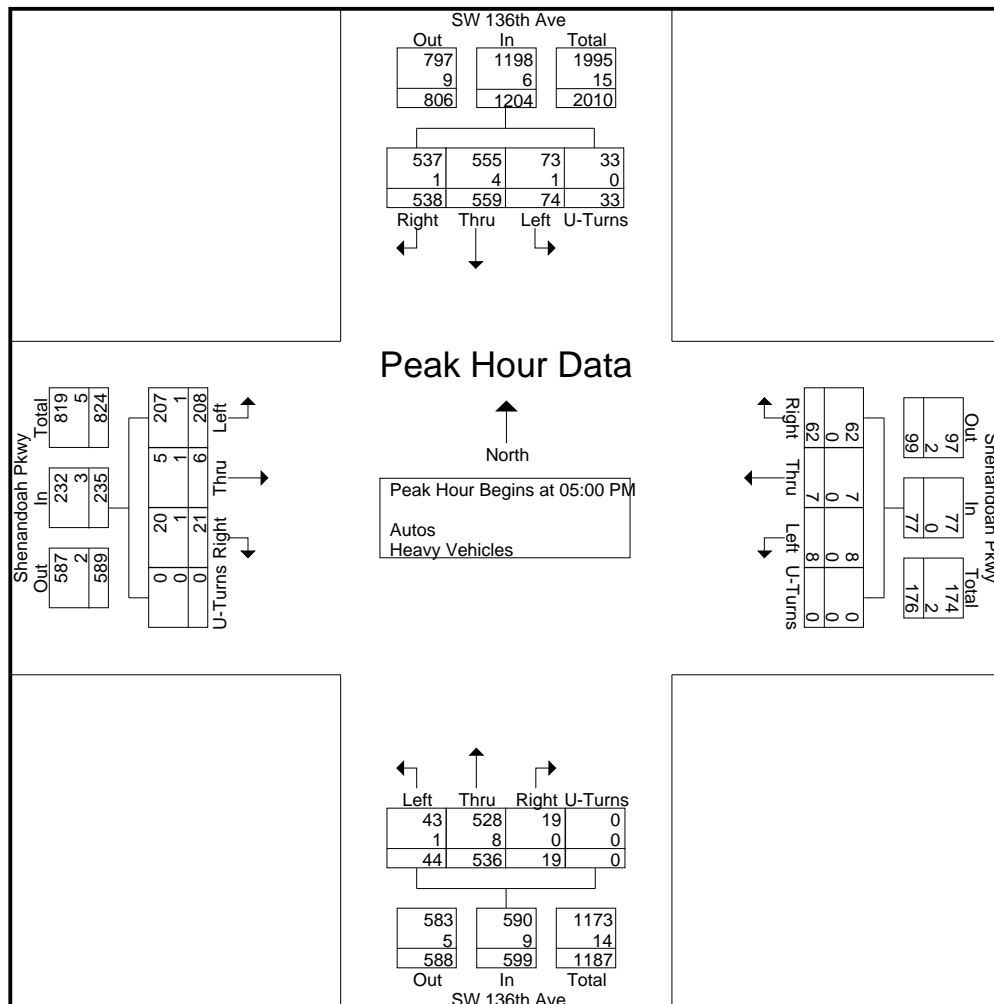 SW 136th Ave
Out In Total
797 1198 1995
9 6 15
806 1204 2010
537 555 73 33
1 4 1 0
538 559 74 33
Right Thru Left U-Turns
Peak Hour Data
North
Peak Hour Begins at 05:00 PM
Autos
Heavy Vehicles
Shenandoah Pkwy
Out In Total
587 232 819
2 3 5
589 235 824
U-Turns Right Thru Left
0 20 5 207
0 1 1 1
0 21 6 208
Shenandoah Pkwy
Out In Total
97 77 174
2 0 2
99 77 176
62 7 8 0
0 0 0 0
62 7 8 0
Right Thru Left U-Turns
Left Thru Right U-Turns
43 528 19 0
1 8 0 0
44 536 19 0
583 590 1173
5 9 14
588 599 1187
Out In Total
SW 136th Ave